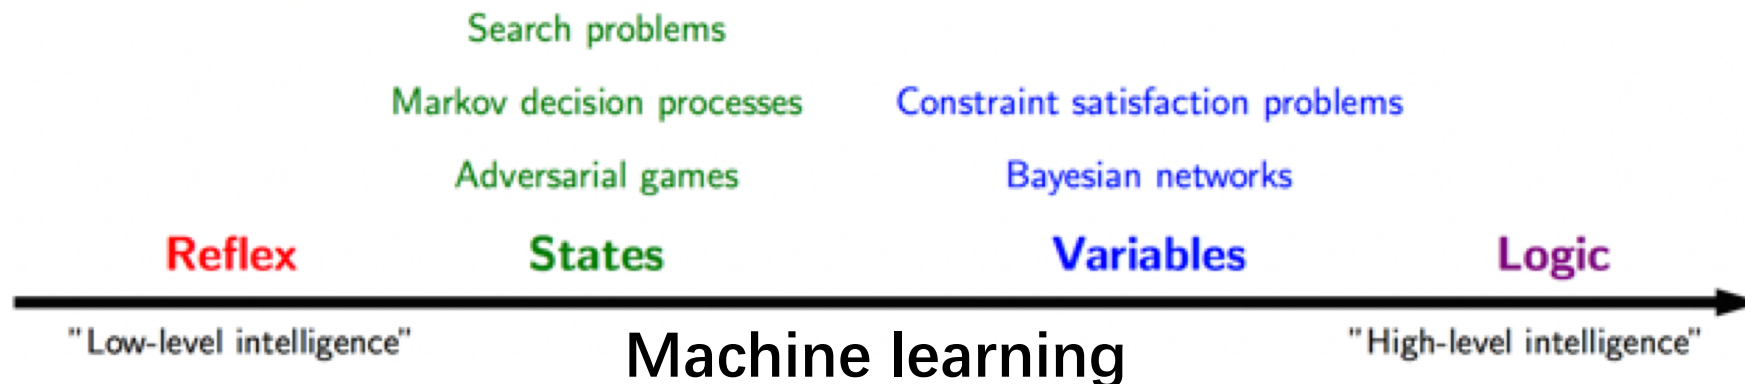 Search problems
Markov decision processes
Constraint satisfaction problems
Adversarial games
Bayesian networks
Reflex
States
Variables
Logic
"Low-level intelligence"
Machine learning
"High-level intelligence"